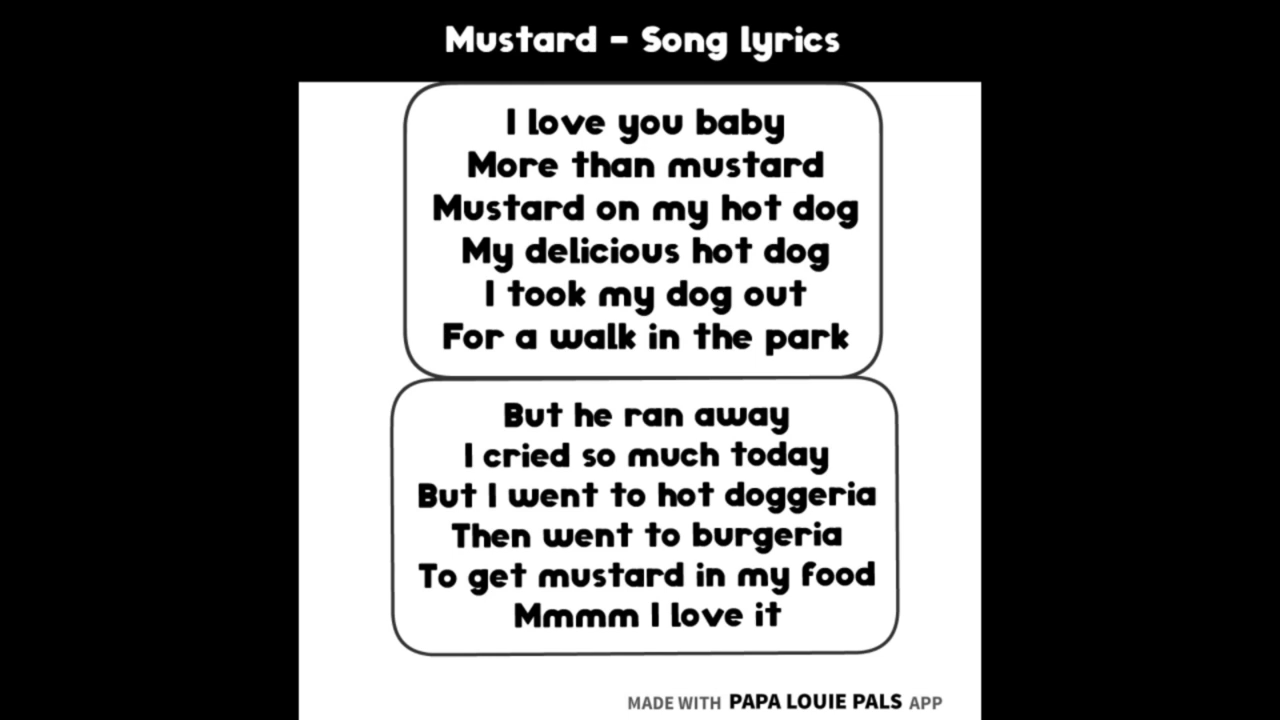 Mustard - Song lyrics
I love you baby
More than mustard
Mustard on my hot dog
My delicious hot dog
I took my dog out
For a walk in the park
But he ran away
I cried so much today
But I went to hot doggeria
Then went to burgeria
To get mustard in my food
Mmmm I love it
MADE WITH PAPA LOUIE PALS APP